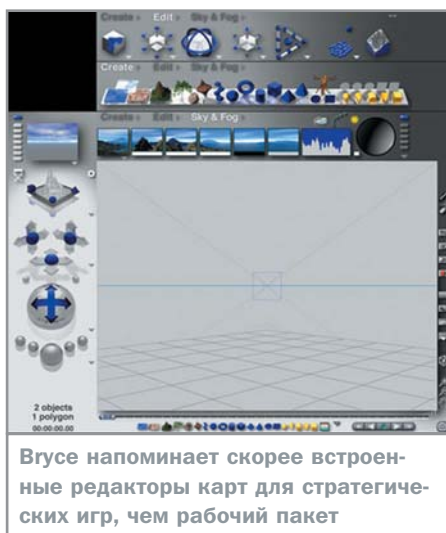 Create Edit Sky & Fog
Create Edit Sky & Fog
Create Edit Sky & Fog
2 objects
1 polygon
00:00:00.00
Bryce напоминает скорее встроен-
ные редакторы карт для стратегиче-
ских игр, чем рабочий пакет